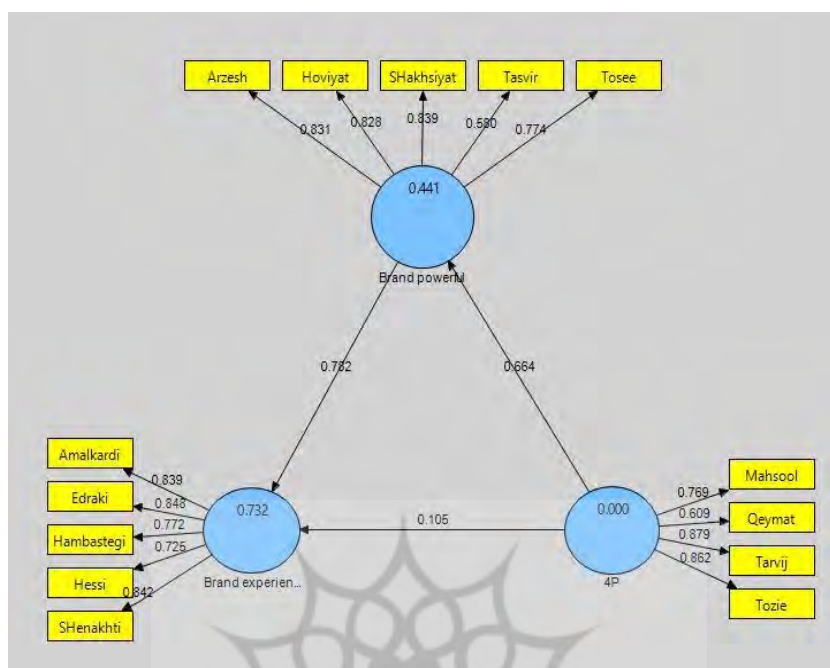 Arzesh
Hoviyat
SHakhsiyat
Tasvir
Tosee
0.831
0.828
0.839
0.580
0.774
0.441
Brand powerful
0.782
0.664
Amalkardi
Edraki
Hambastegi
Hessi
SHenakhti
0.839
0.848
0.772
0.725
0.842
0.732
Brand experien...
0.105
0.000
4P
0.769
0.609
0.879
0.862
Mahsool
Qeymat
Tarvij
Tozie